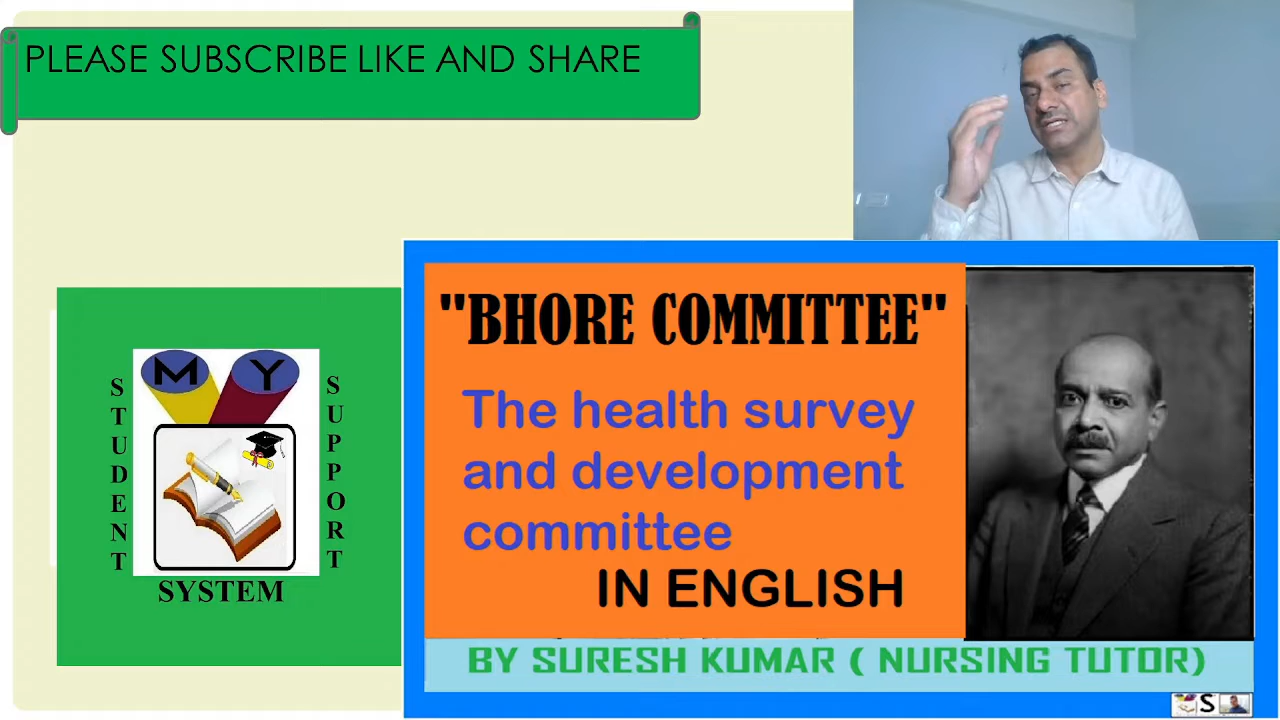 PLEASE SUBSCRIBE LIKE AND SHARE
"BHORE COMMITTEE"
The health survey
and development
committee
IN ENGLISH
BY SURESH KUMAR ( NURSING TUTOR)
MY
STUDENT
SUPPORT
SYSTEM
S